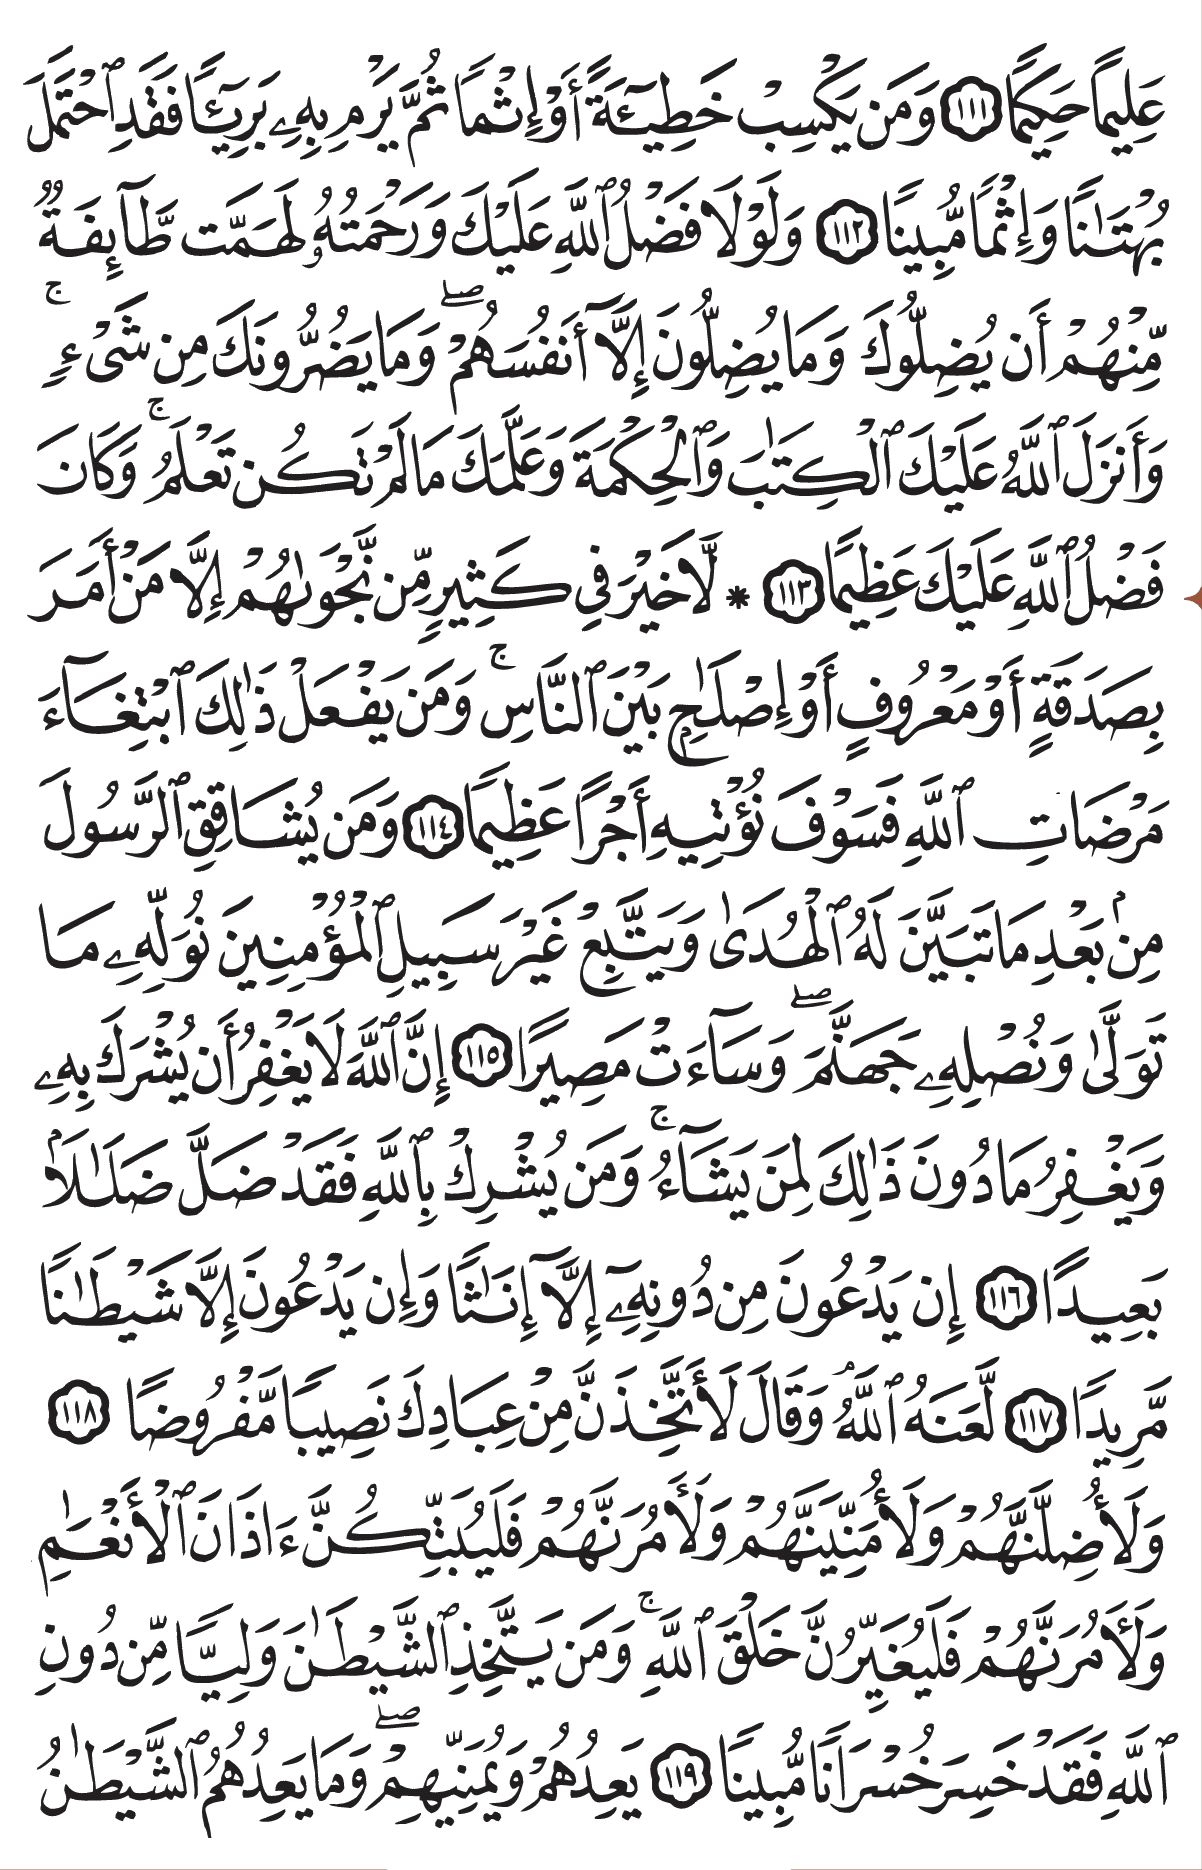 عَلِيمًا حَكِيمًا ١١١ وَمَن يَكْسِبْ خَطِيٓـَٔةً أَوْ إِثْمًا ثُمَّ يَرْمِ بِهِۦ بَرِيٓـًٔا فَقَدِ ٱحْتَمَلَ
بُهْتَٰنًا وَإِثْمًا مُّبِينًا ١١٢ وَلَوْلَا فَضْلُ ٱللَّهِ عَلَيْكَ وَرَحْمَتُهُۥ لَهَمَّت طَّآئِفَةٌ
مِّنْهُمْ أَن يُضِلُّوكَ وَمَا يُضِلُّونَ إِلَّآ أَنفُسَهُمْ ۖ وَمَا يَضُرُّونَكَ مِن شَىْءٍ ۚ
وَأَنزَلَ ٱللَّهُ عَلَيْكَ ٱلْكِتَٰبَ وَٱلْحِكْمَةَ وَعَلَّمَكَ مَا لَمْ تَكُن تَعْلَمُ ۚ وَكَانَ
فَضْلُ ٱللَّهِ عَلَيْكَ عَظِيمًا ١١٣ * لَّا خَيْرَ فِى كَثِيرٍ مِّن نَّجْوَىٰهُمْ إِلَّا مَنْ أَمَرَ
بِصَدَقَةٍ أَوْ مَعْرُوفٍ أَوْ إِصْلَٰحٍۭ بَيْنَ ٱلنَّاسِ ۚ وَمَن يَفْعَلْ ذَٰلِكَ ٱبْتِغَآءَ
مَرْضَاتِ ٱللَّهِ فَسَوْفَ نُؤْتِيهِ أَجْرًا عَظِيمًا ١١٤ وَمَن يُشَاقِقِ ٱلرَّسُولَ
مِنۢ بَعْدِ مَا تَبَيَّنَ لَهُ ٱلْهُدَىٰ وَيَتَّبِعْ غَيْرَ سَبِيلِ ٱلْمُؤْمِنِينَ نُوَلِّهِۦ مَا
تَوَلَّىٰ وَنُصْلِهِۦ جَهَنَّمَ ۖ وَسَآءَتْ مَصِيرًا ١١٥ إِنَّ ٱللَّهَ لَا يَغْفِرُ أَن يُشْرَكَ بِهِۦ
وَيَغْفِرُ مَا دُونَ ذَٰلِكَ لِمَن يَشَآءُ ۚ وَمَن يُشْرِكْ بِٱللَّهِ فَقَدْ ضَلَّ ضَلَٰلًۢا
بَعِيدًا ١١٦ إِن يَدْعُونَ مِن دُونِهِۦٓ إِلَّآ إِنَٰثًا وَإِن يَدْعُونَ إِلَّا شَيْطَٰنًا
مَّرِيدًا ١١٧ لَّعَنَهُ ٱللَّهُ ۘ وَقَالَ لَأَتَّخِذَنَّ مِنْ عِبَادِكَ نَصِيبًا مَّفْرُوضًا ١١٨
وَلَأُضِلَّنَّهُمْ وَلَأُمَنِّيَنَّهُمْ وَلَـَٔامُرَنَّهُمْ فَلَيُبَتِّكُنَّ ءَاذَانَ ٱلْأَنْعَٰمِ
وَلَـَٔامُرَنَّهُمْ فَلَيُغَيِّرُنَّ خَلْقَ ٱللَّهِ ۚ وَمَن يَتَّخِذِ ٱلشَّيْطَٰنَ وَلِيًّا مِّن دُونِ
ٱللَّهِ فَقَدْ خَسِرَ خُسْرَانًا مُّبِينًا ١١٩ يَعِدُهُمْ وَيُمَنِّيهِمْ ۖ وَمَا يَعِدُهُمُ ٱلشَّيْطَٰنُ